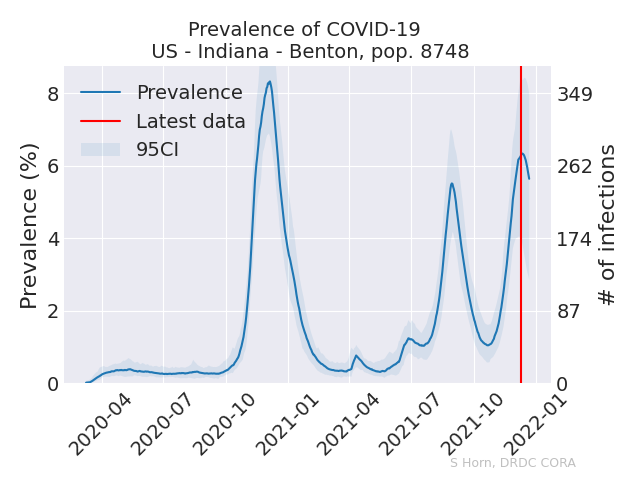 Prevalence of COVID-19
US - Indiana - Benton, pop. 8748
Prevalence
Latest data
95CI
Prevalence (%)
8
6
4
2
0
349
262
174
87
0
# of infections
2020-04
2020-07
2020-10
2021-01
2021-04
2021-07
2021-10
2022-01
S Horn, DRDC CORA